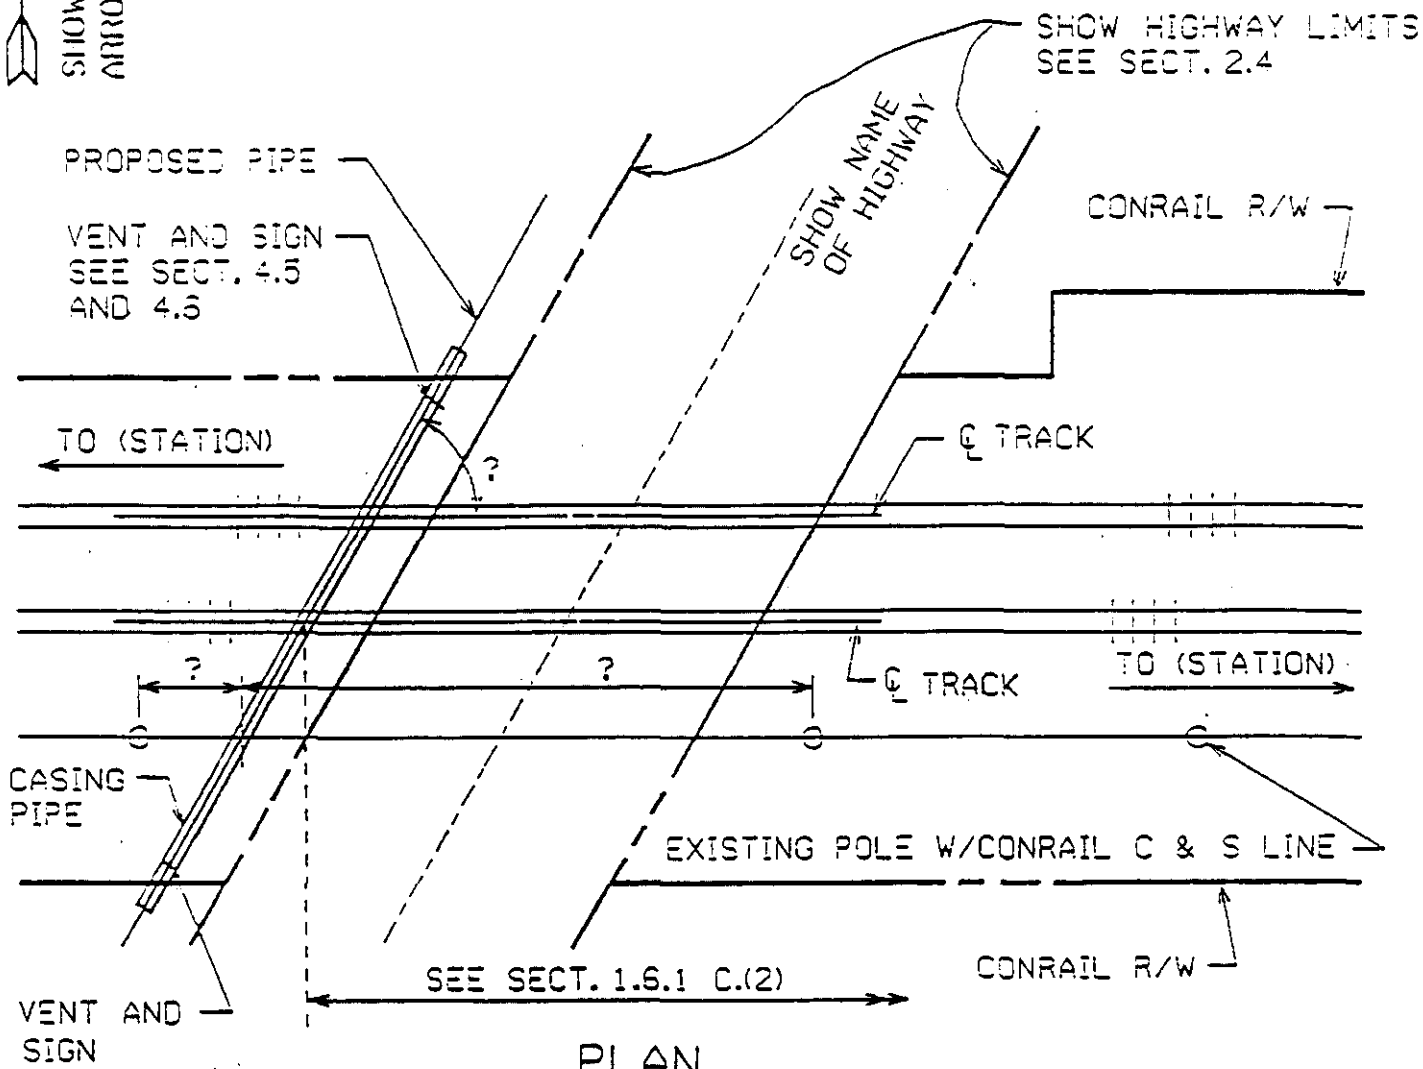 SHOW
ARRO
SHOW HIGHWAY LIMITS
SEE SECT. 2.4
SHOW NAME
OF HIGHWAY
PROPOSED PIPE
CONRAIL R/W
VENT AND SIGN
SEE SECT. 4.5
AND 4.6
TO (STATION)
℄ TRACK
?
?
?
TO (STATION)
℄ TRACK
CASING
PIPE
EXISTING POLE W/CONRAIL C & S LINE
SEE SECT. 1.6.1 C.(2)
CONRAIL R/W
VENT AND
SIGN
PLAN